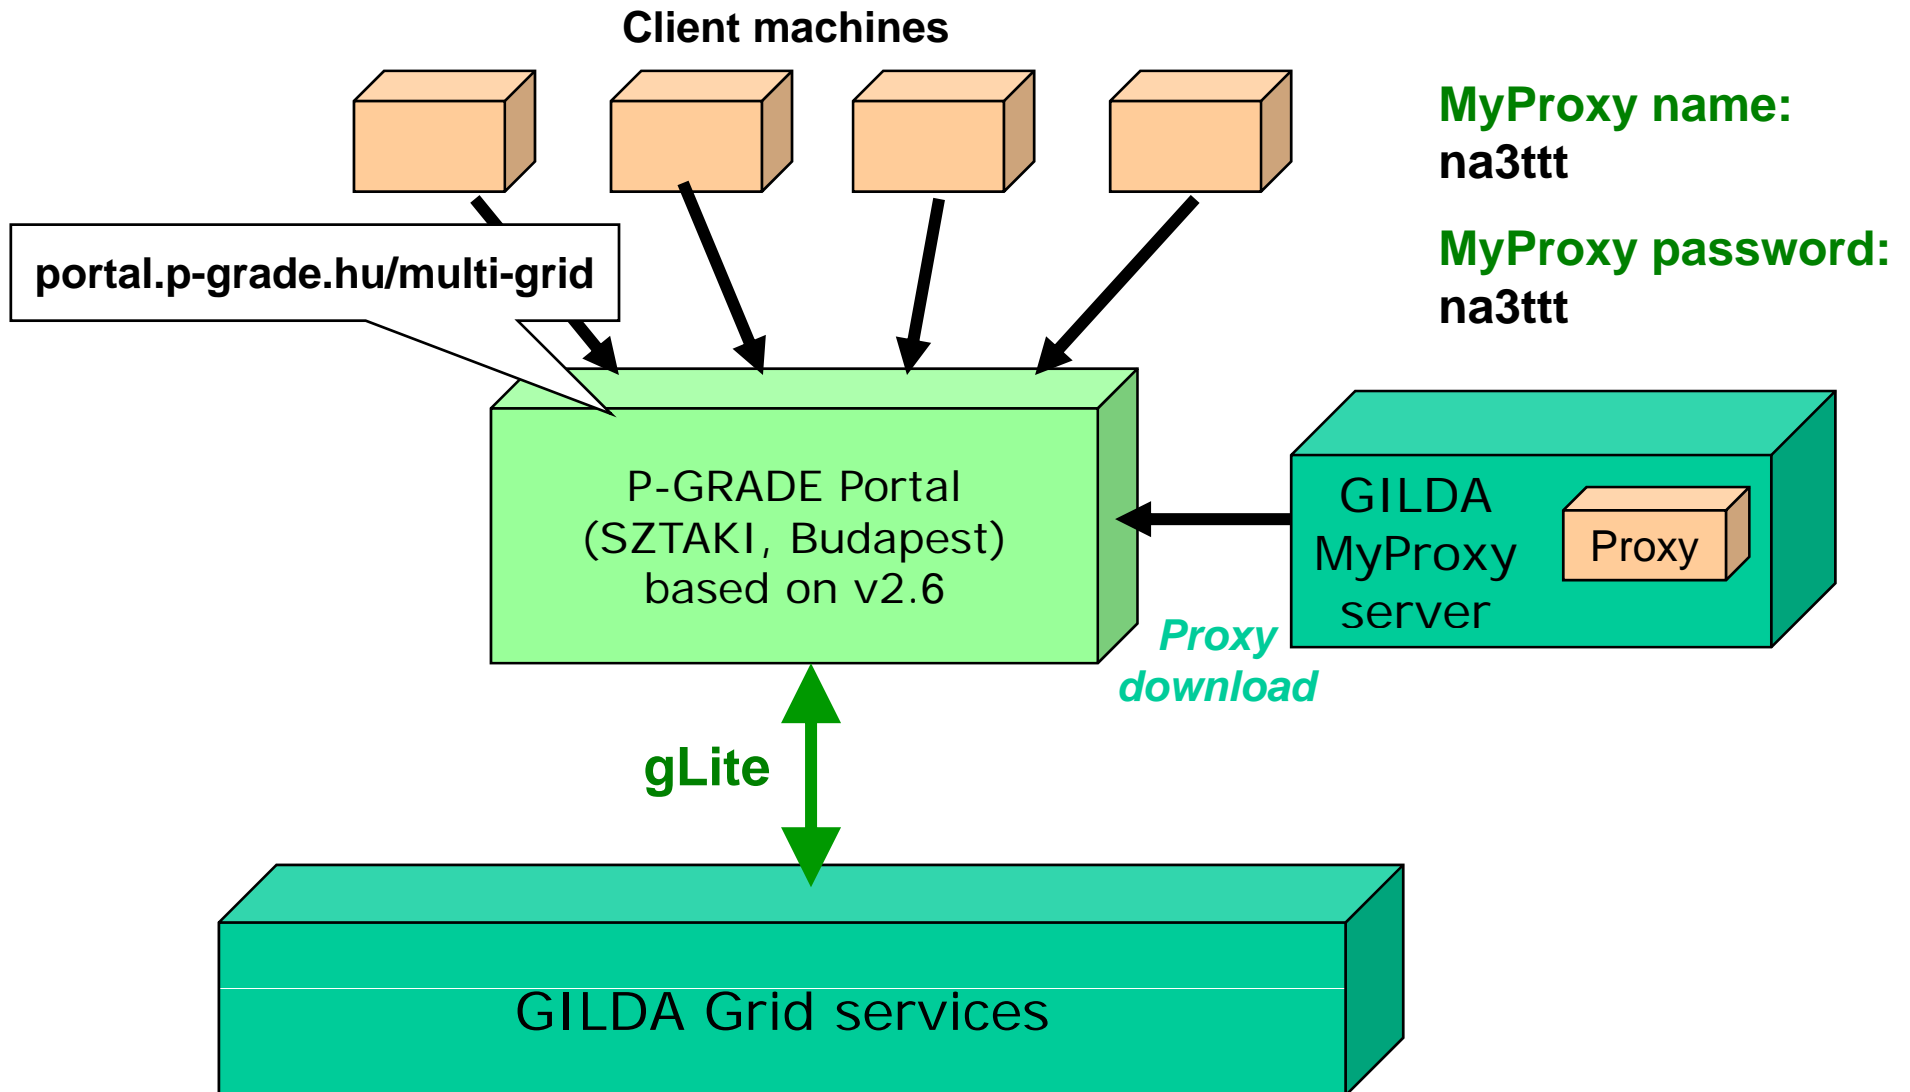 Client machines
MyProxy name:
na3ttt
MyProxy password:
na3ttt
portal.p-grade.hu/multi-grid
P-GRADE Portal
(SZTAKI, Budapest)
based on v2.6
GILDA
MyProxy
server
Proxy
Proxy
download
gLite
GILDA Grid services